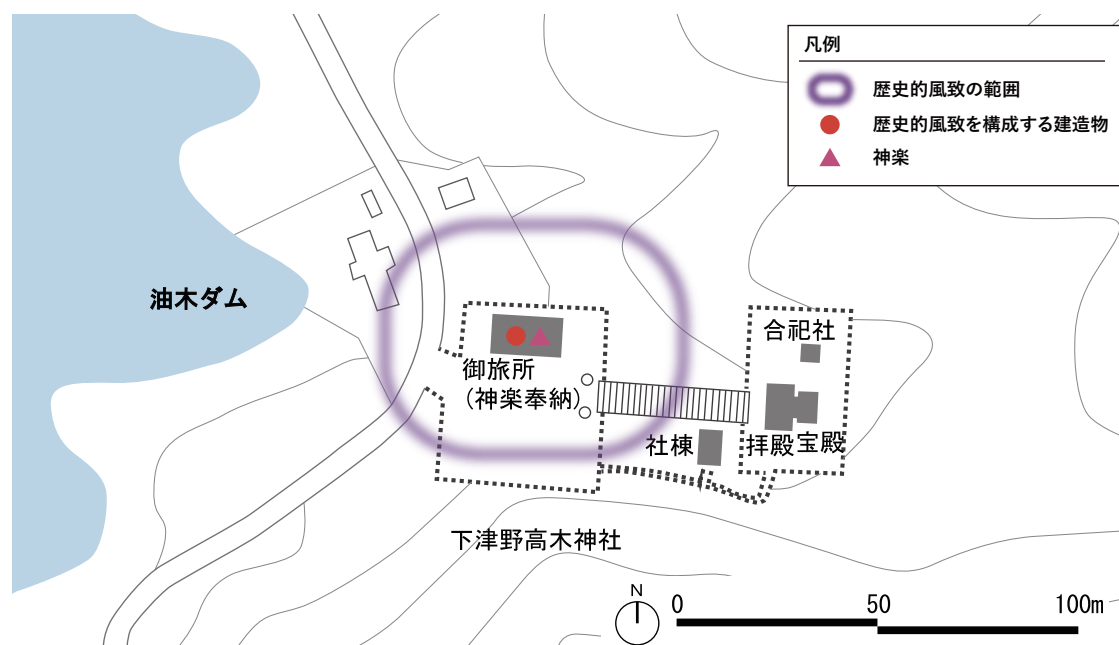 凡例
歴史的風致の範囲
歴史的風致を構成する建造物
神楽
油木ダム
合祀社
御旅所
（神楽奉納）
社棟
拝殿
宝殿
下津野高木神社
N
0
50
100m